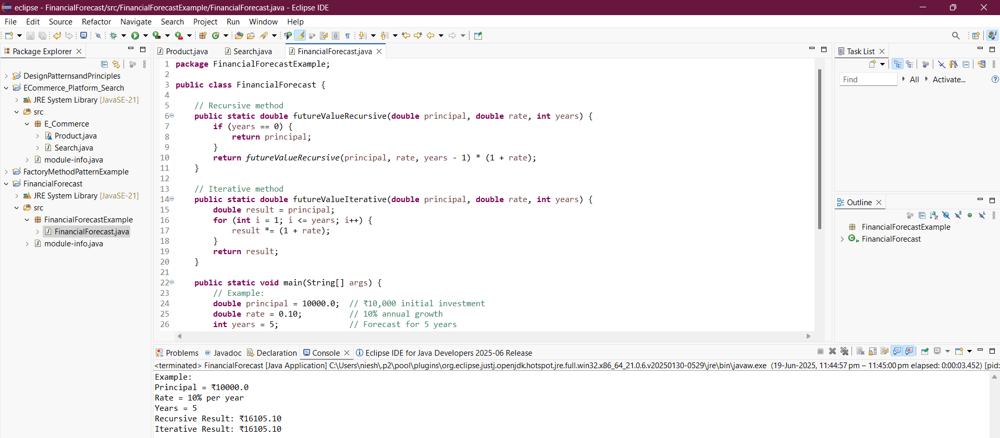 eclipse - FinancialForecast/src/FinancialForecastExample/FinancialForecast.java - Eclipse IDE
File Edit Source Refactor Navigate Search Project Run Window Help
Package Explorer
DesignPatternsandPrinciples
ECommerce_Platform_Search
JRE System Library [JavaSE-21]
src
E_Commerce
Product.java
Search.java
module-info.java
FactoryMethodPatternExample
FinancialForecast
JRE System Library [JavaSE-21]
src
FinancialForecastExample
FinancialForecast.java
module-info.java
Product.java Search.java FinancialForecast.java
1 package FinancialForecastExample;
2
3 public class FinancialForecast {
4
5 // Recursive method
6 public static double futureValueRecursive(double principal, double rate, int years) {
7 if (years == 0) {
8 return principal;
9 }
10 return futureValueRecursive(principal, rate, years - 1) * (1 + rate);
11 }
12
13 // Iterative method
14 public static double futureValueIterative(double principal, double rate, int years) {
15 double result = principal;
16 for (int i = 1; i <= years; i++) {
17 result *= (1 + rate);
18 }
19 return result;
20 }
21
22 public static void main(String[] args) {
23 // Example:
24 double principal = 10000.0; // ₹10,000 initial investment
25 double rate = 0.10; // 10% annual growth
26 int years = 5; // Forecast for 5 years
Task List
Find All Activate...
Outline
FinancialForecastExample
FinancialForecast
Problems @ Javadoc Declaration Console Eclipse IDE for Java Developers 2025-06 Release
<terminated> FinancialForecast [Java Application] C:\Users\niesh\.p2\pool\plugins\org.eclipse.justj.openjdk.hotspot.jre.full.win32.x86_64_21.0.6.v20250130-0529\jre\bin\javaw.exe (19-Jun-2025, 11:44:57 pm – 11:45:00 pm elapsed: 0:00:03.452) [pid:
Example:
Principal = ₹10000.0
Rate = 10% per year
Years = 5
Recursive Result: ₹16105.10
Iterative Result: ₹16105.10